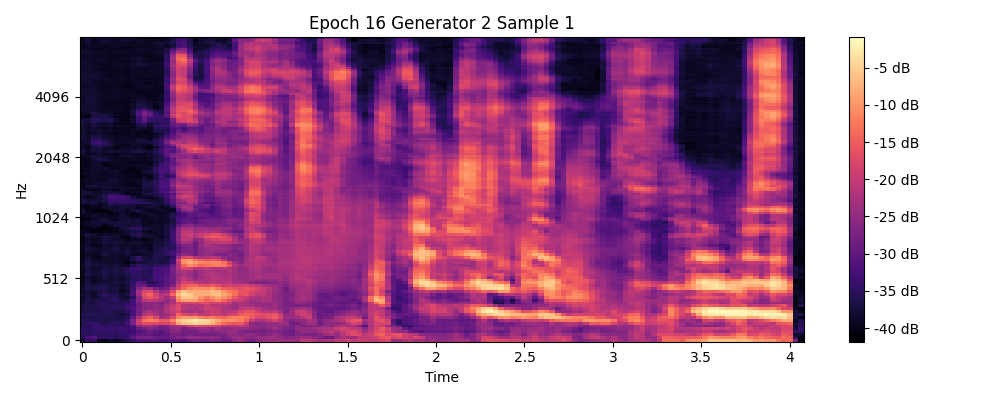 Epoch 16 Generator 2 Sample 1
Hz
4096
2048
1024
512
0
0 0.5 1 1.5 2 2.5 3 3.5 4
Time
-5 dB
-10 dB
-15 dB
-20 dB
-25 dB
-30 dB
-35 dB
-40 dB